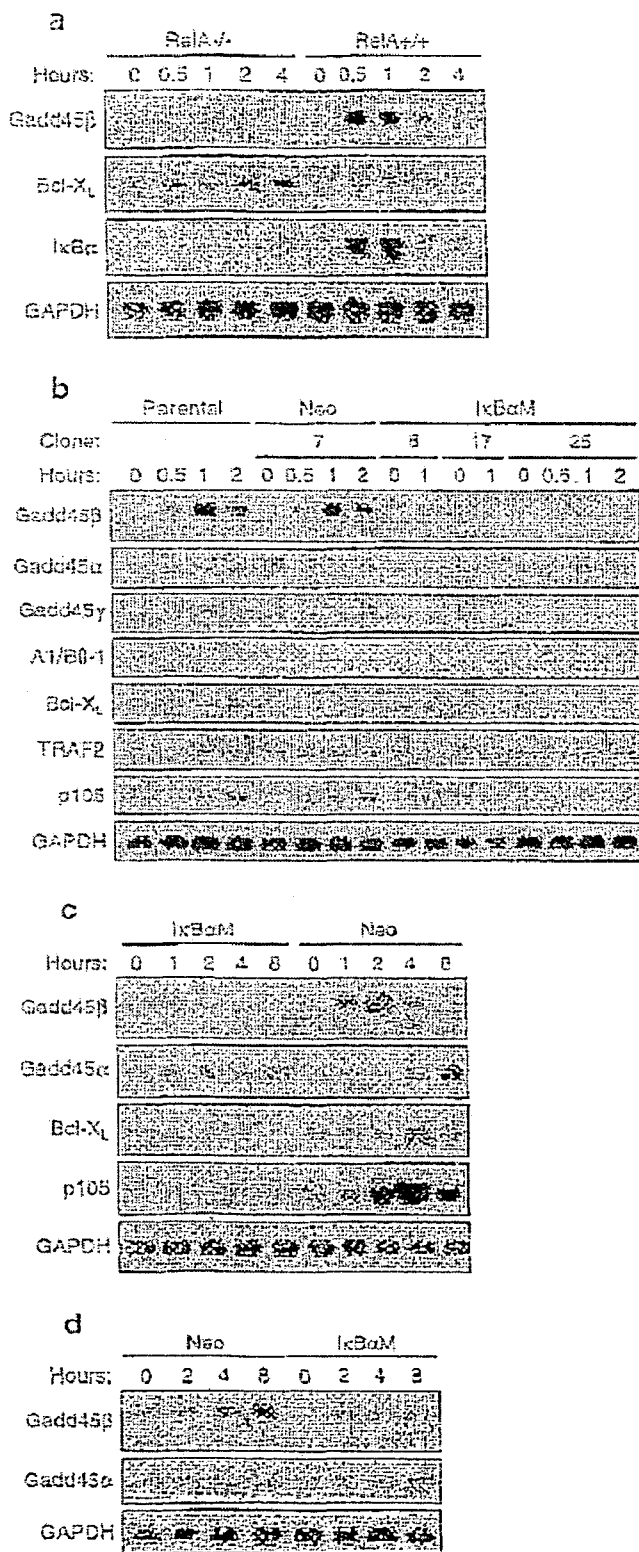 a
RelA-/- RelA+/+
Hours: 0 0.5 1 2 4 0 0.5 1 2 4
Gadd45β
Bcl-XL
IκBα
GAPDH
b
Parental Neo IκBαM
Clone: 7 8 17 25
Hours: 0 0.5 1 2 0 0.5 1 2 0 1 0 1 0 0.5 1 2
Gadd45β
Gadd45α
Gadd45γ
A1/Bfl-1
Bcl-XL
TRAF2
p105
GAPDH
c
IκBαM Neo
Hours: 0 1 2 4 8 0 1 2 4 8
Gadd45β
Gadd45α
Bcl-XL
p105
GAPDH
d
Neo IκBαM
Hours: 0 2 4 8 0 2 4 8
Gadd45β
Gadd45α
GAPDH